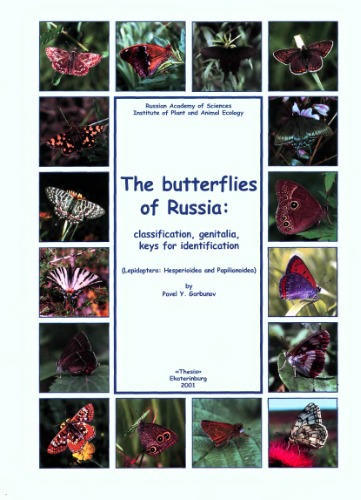 Russian Academy of Sciences
Institute of Plant and Animal Ecology
The butterflies
of Russia:
classification, genitalia,
keys for identification
(Lepidoptera: Hesperioidea and Papilionoidea)
by
Pavel Y. Gorbunov
«Thesis»
Ekaterinburg
2001